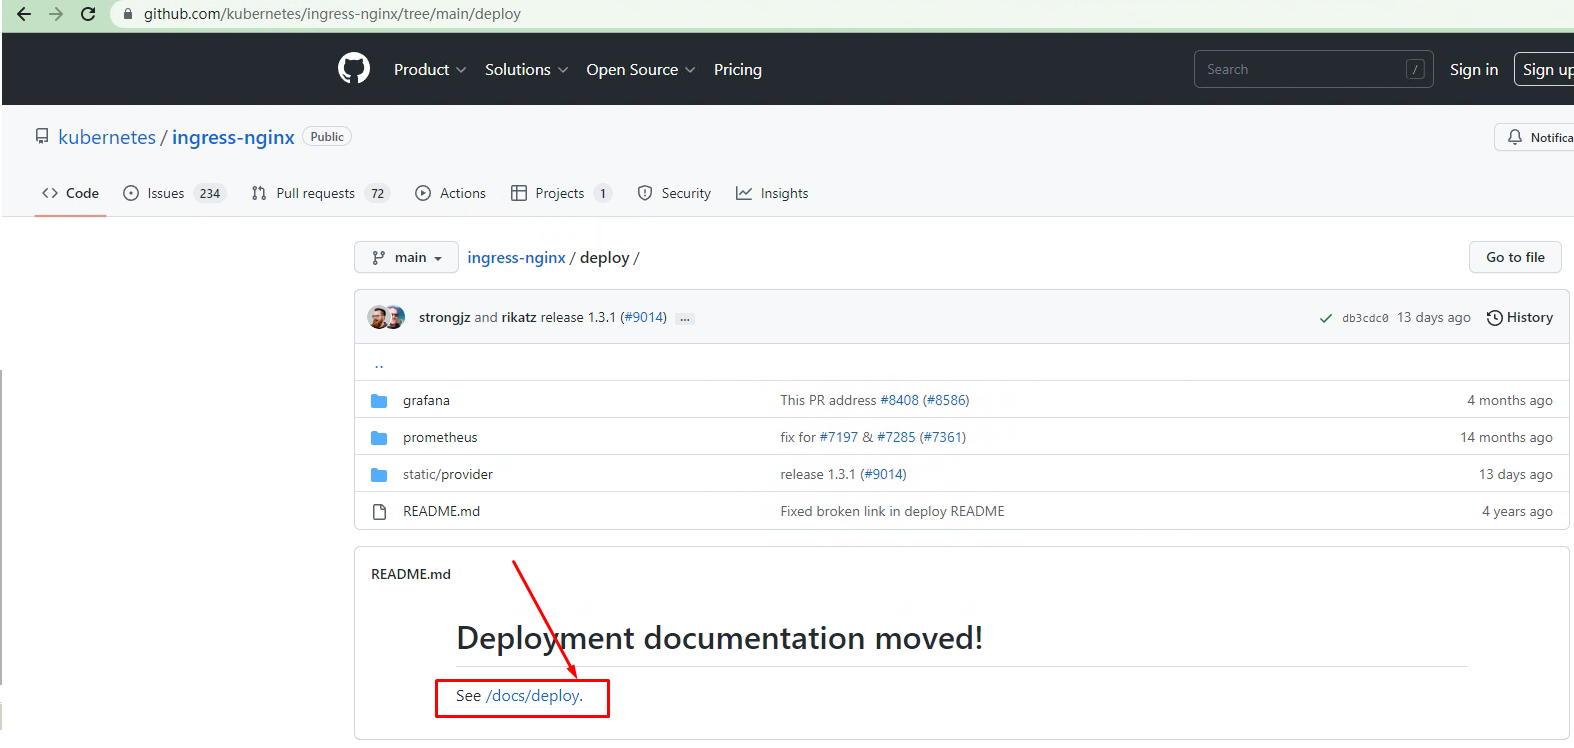 github.com/kubernetes/ingress-nginx/tree/main/deploy
Product Solutions Open Source Pricing Search / Sign in Sign up
kubernetes / ingress-nginx Public Notifica
<> Code Issues 234 Pull requests 72 Actions Projects 1 Security Insights
main ingress-nginx / deploy / Go to file
strongjz and rikatz release 1.3.1 (#9014) ... db3cdc0 13 days ago History
..
grafana This PR address #8408 (#8586) 4 months ago
prometheus fix for #7197 & #7285 (#7361) 14 months ago
static/provider release 1.3.1 (#9014) 13 days ago
README.md Fixed broken link in deploy README 4 years ago
README.md
Deployment documentation moved!
See /docs/deploy.